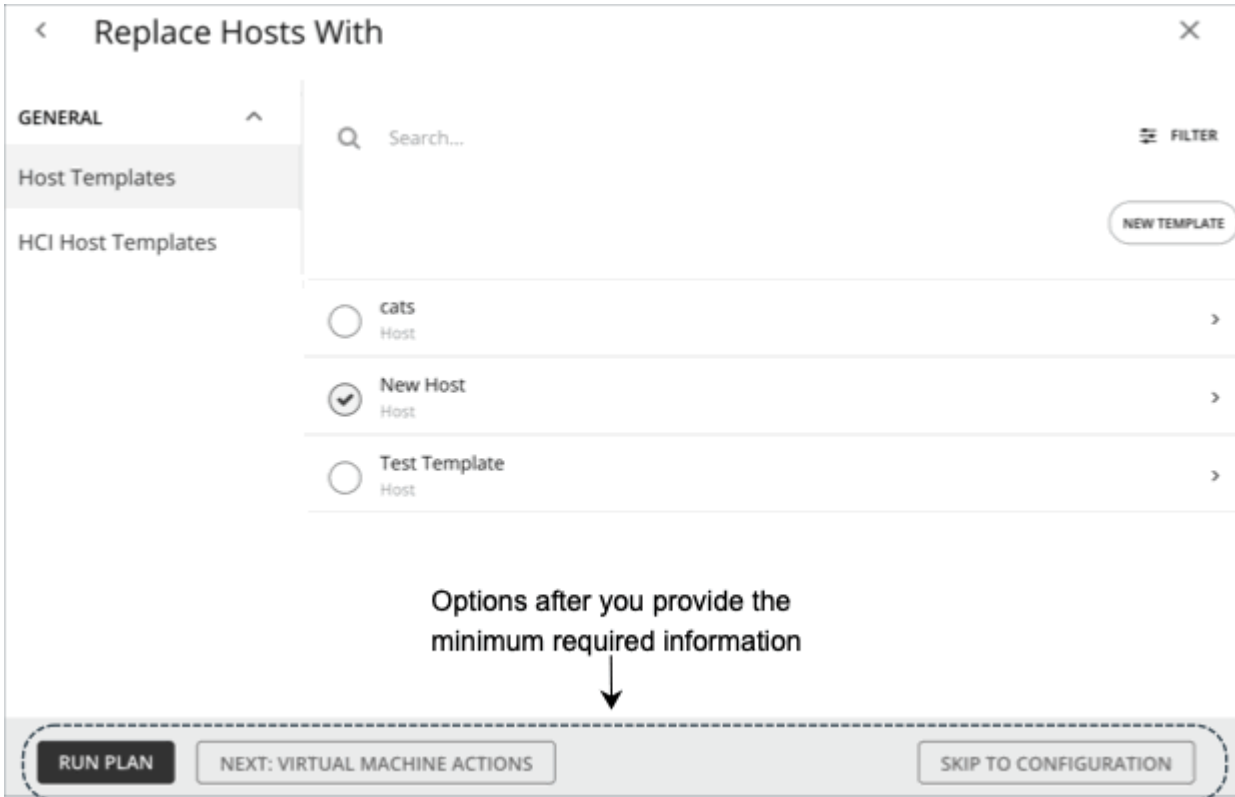 Replace Hosts With
GENERAL
Host Templates
HCI Host Templates
Search...
FILTER
NEW TEMPLATE
cats
Host
New Host
Host
Test Template
Host
Options after you provide the
minimum required information
RUN PLAN
NEXT: VIRTUAL MACHINE ACTIONS
SKIP TO CONFIGURATION